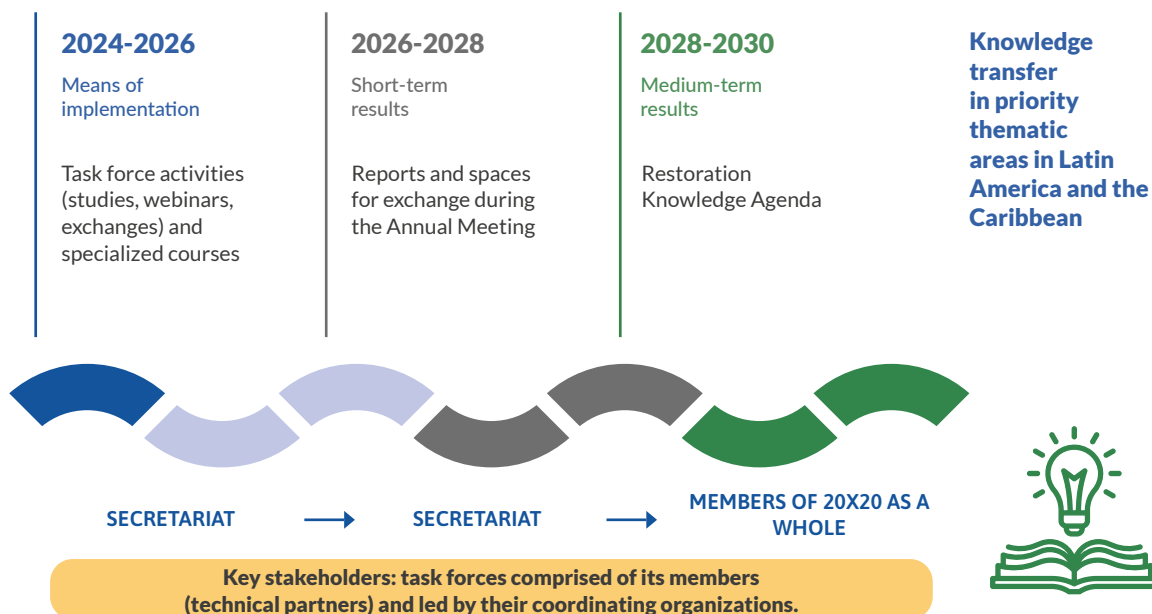 2024-2026
Means of
implementation
Task force activities
(studies, webinars,
exchanges) and
specialized courses
2026-2028
Short-term
results
Reports and spaces
for exchange during
the Annual Meeting
2028-2030
Medium-term
results
Restoration
Knowledge Agenda
Knowledge
transfer
in priority
thematic
areas in Latin
America and the
Caribbean
SECRETARIAT
SECRETARIAT
MEMBERS OF 20X20 AS A
WHOLE
Key stakeholders: task forces comprised of its members
(technical partners) and led by their coordinating organizations.